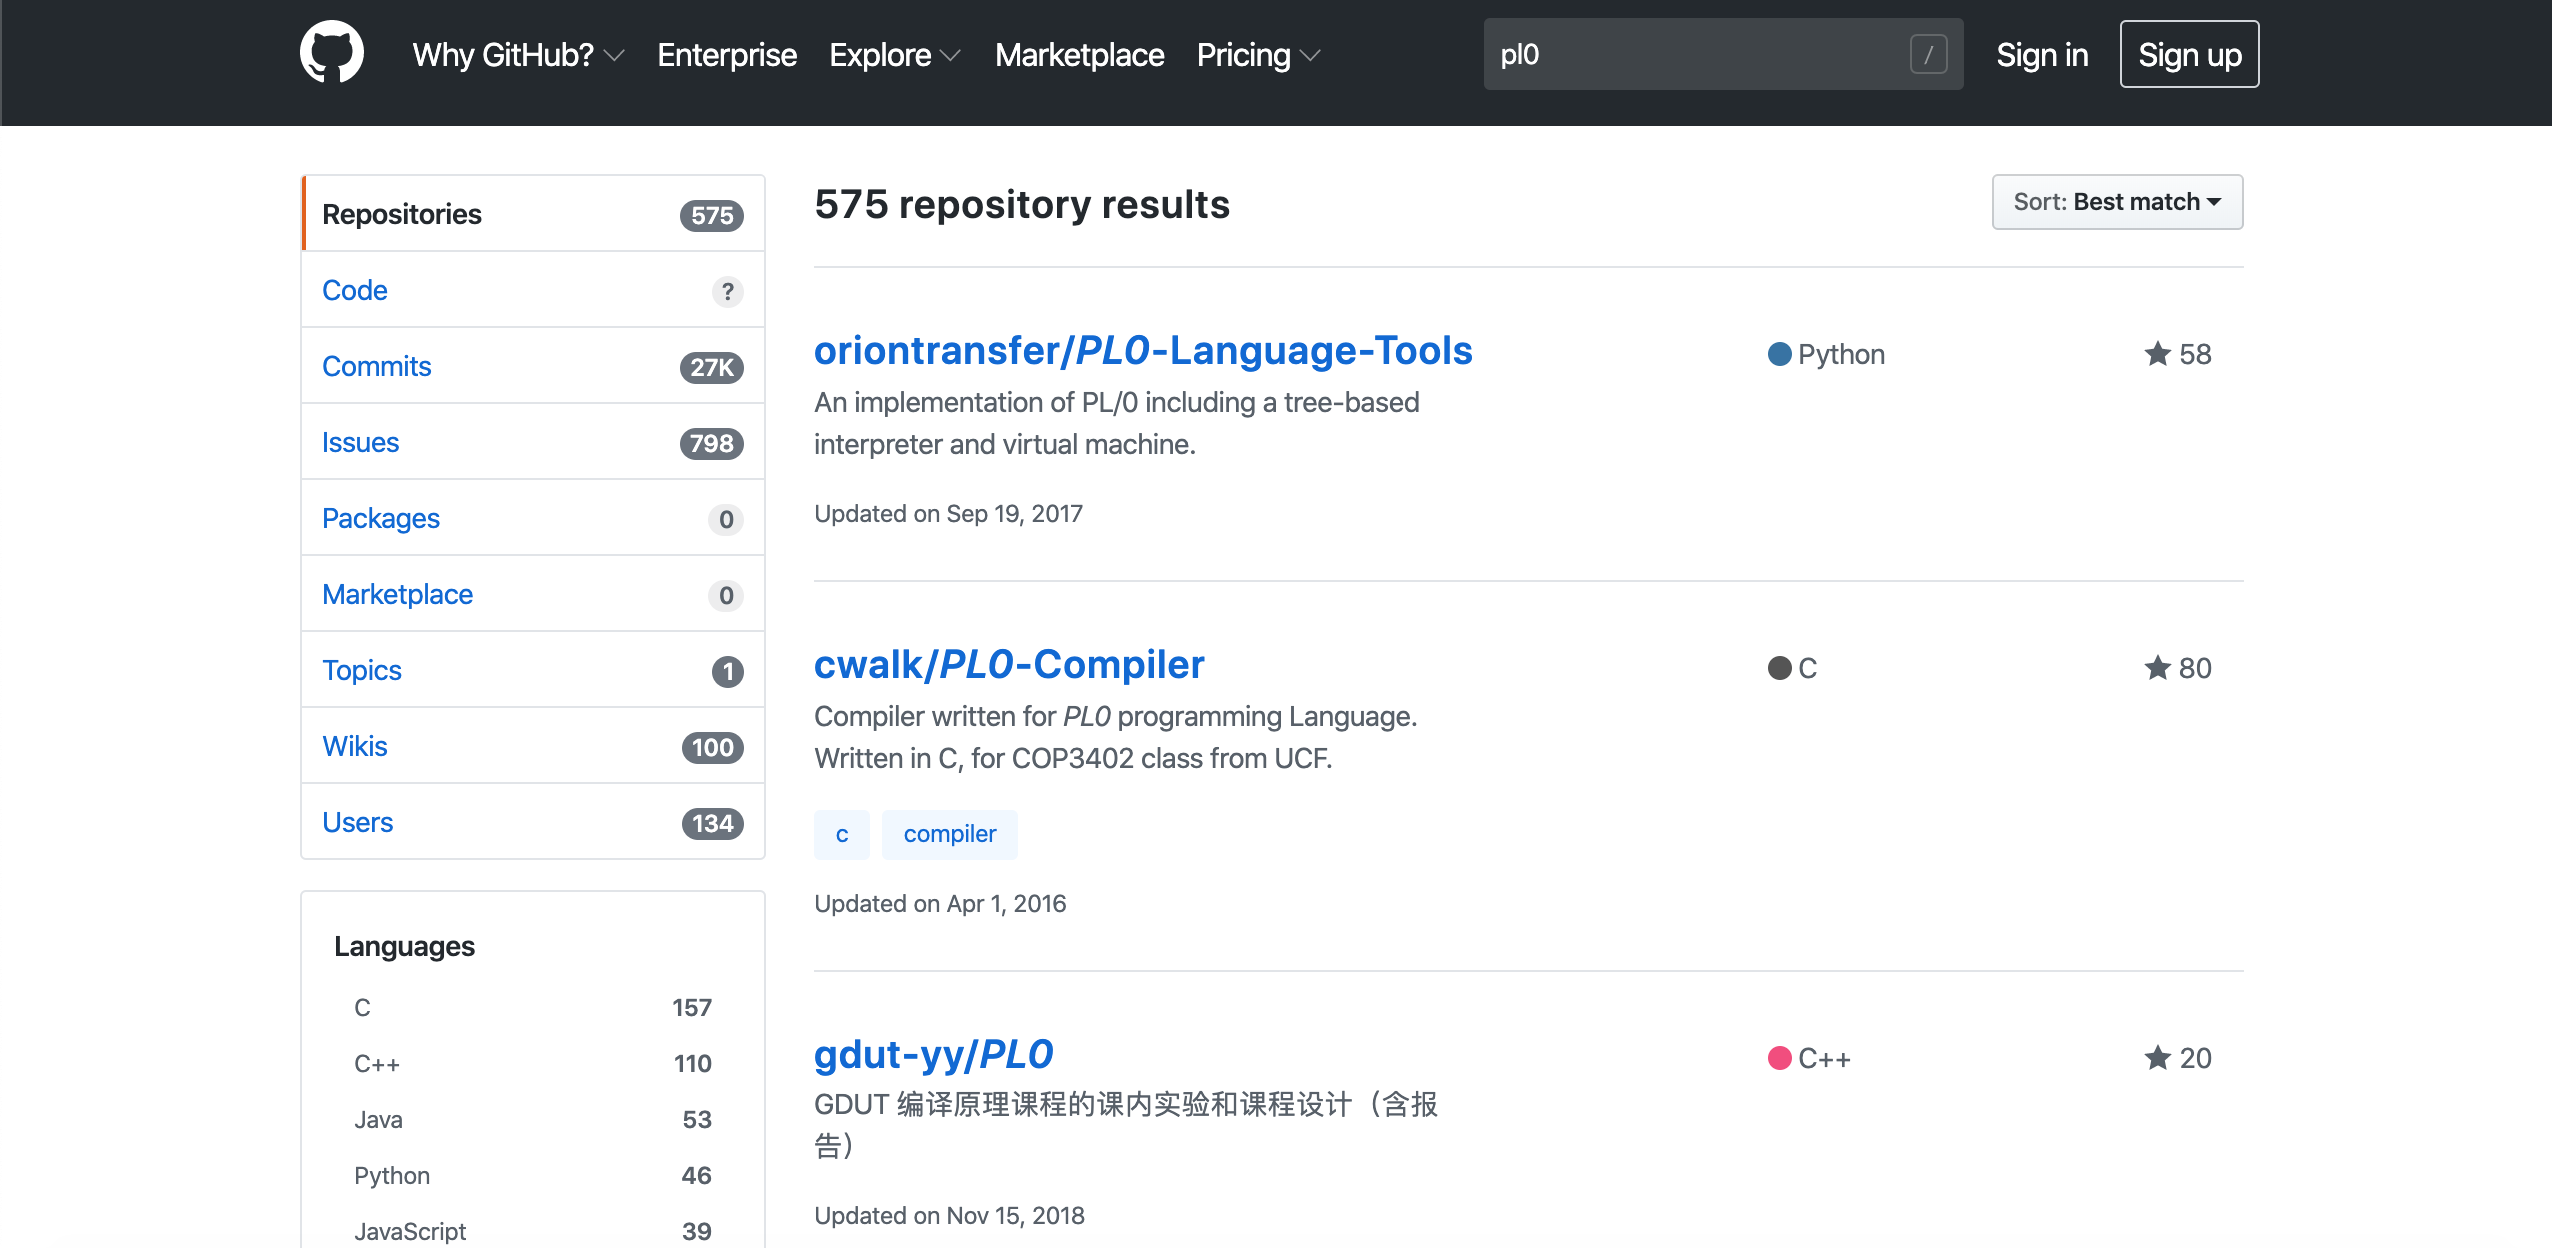 Why GitHub? Enterprise Explore Marketplace Pricing pl0 / Sign in Sign up
Repositories 575
Code ?
Commits 27K
Issues 798
Packages 0
Marketplace 0
Topics 1
Wikis 100
Users 134
Languages
C 157
C++ 110
Java 53
Python 46
JavaScript 39
575 repository results
Sort: Best match
oriontransfer/PL0-Language-Tools
Python
58
An implementation of PL/0 including a tree-based
interpreter and virtual machine.
Updated on Sep 19, 2017
cwalk/PL0-Compiler
C
80
Compiler written for PL0 programming Language.
Written in C, for COP3402 class from UCF.
c compiler
Updated on Apr 1, 2016
gdut-yy/PL0
C++
20
GDUT 编译原理课程的课内实验和课程设计（含报
告）
Updated on Nov 15, 2018